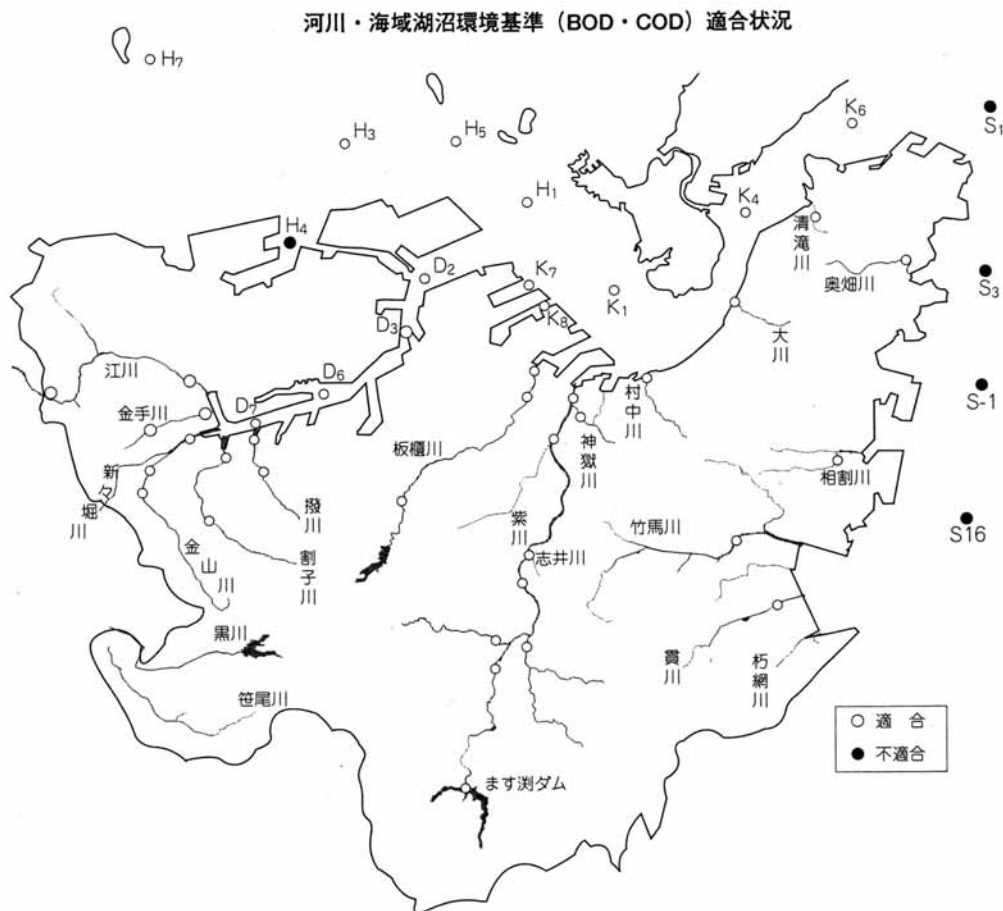 河川・海域湖沼環境基準（BOD・COD）適合状況
H7
H3
H5
K6
S1
H1
K4
H4
清滝川
D2
K7
奥畑川
S3
K1
K8
D3
大川
江川
D6
村中川
S-1
金手川
D7
板櫃川
神嶽川
新々堀川
撥川
紫川
相割川
竹馬川
S16
金山川
割子川
志井川
黒川
貫川
朽網川
笹尾川
○ 適合
● 不適合
ます渕ダム